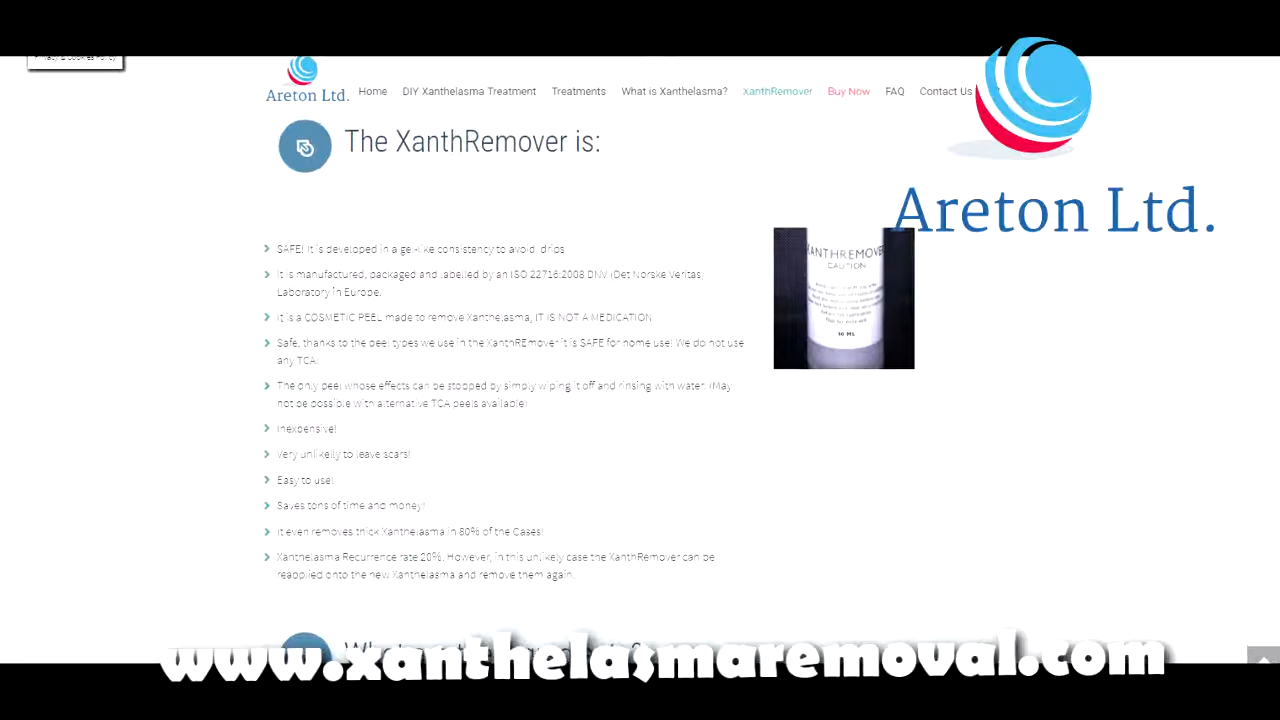 Privacy & Cookies Policy
Areton Ltd.
Home DIY Xanthelasma Treatment Treatments What is Xanthelasma? XanthRemover Buy Now FAQ Contact Us
The XanthRemover is:
Areton Ltd.
SAFE! It is developed in a gel-like consistency to avoid drips
It is manufactured, packaged and labelled by an ISO 22716:2008 DNV (Det Norske Veritas)
Laboratory in Europe.
It is a COSMETIC PEEL made to remove Xanthelasma, IT IS NOT A MEDICATION
Safe, thanks to the peel types we use in the XanthREmover it is SAFE for home use! We do not use
any TCA!
The only peel whose effects can be stopped by simply wiping it off and rinsing with water. (May
not be possible with alternative TCA peels available)
Inexpensive!
Very unlikelly to leave scars!
Easy to use!
Saves tons of time and money!
It even removes thick Xanthelasma in 80% of the Cases!
Xanthelasma Recurrence rate 20%. However, in this unlikely case the XanthRemover can be
reapplied onto the new Xanthelasma and remove them again.
XANTHREMOVER
CAUTION
10 ML
www.xanthelasmaremoval.com